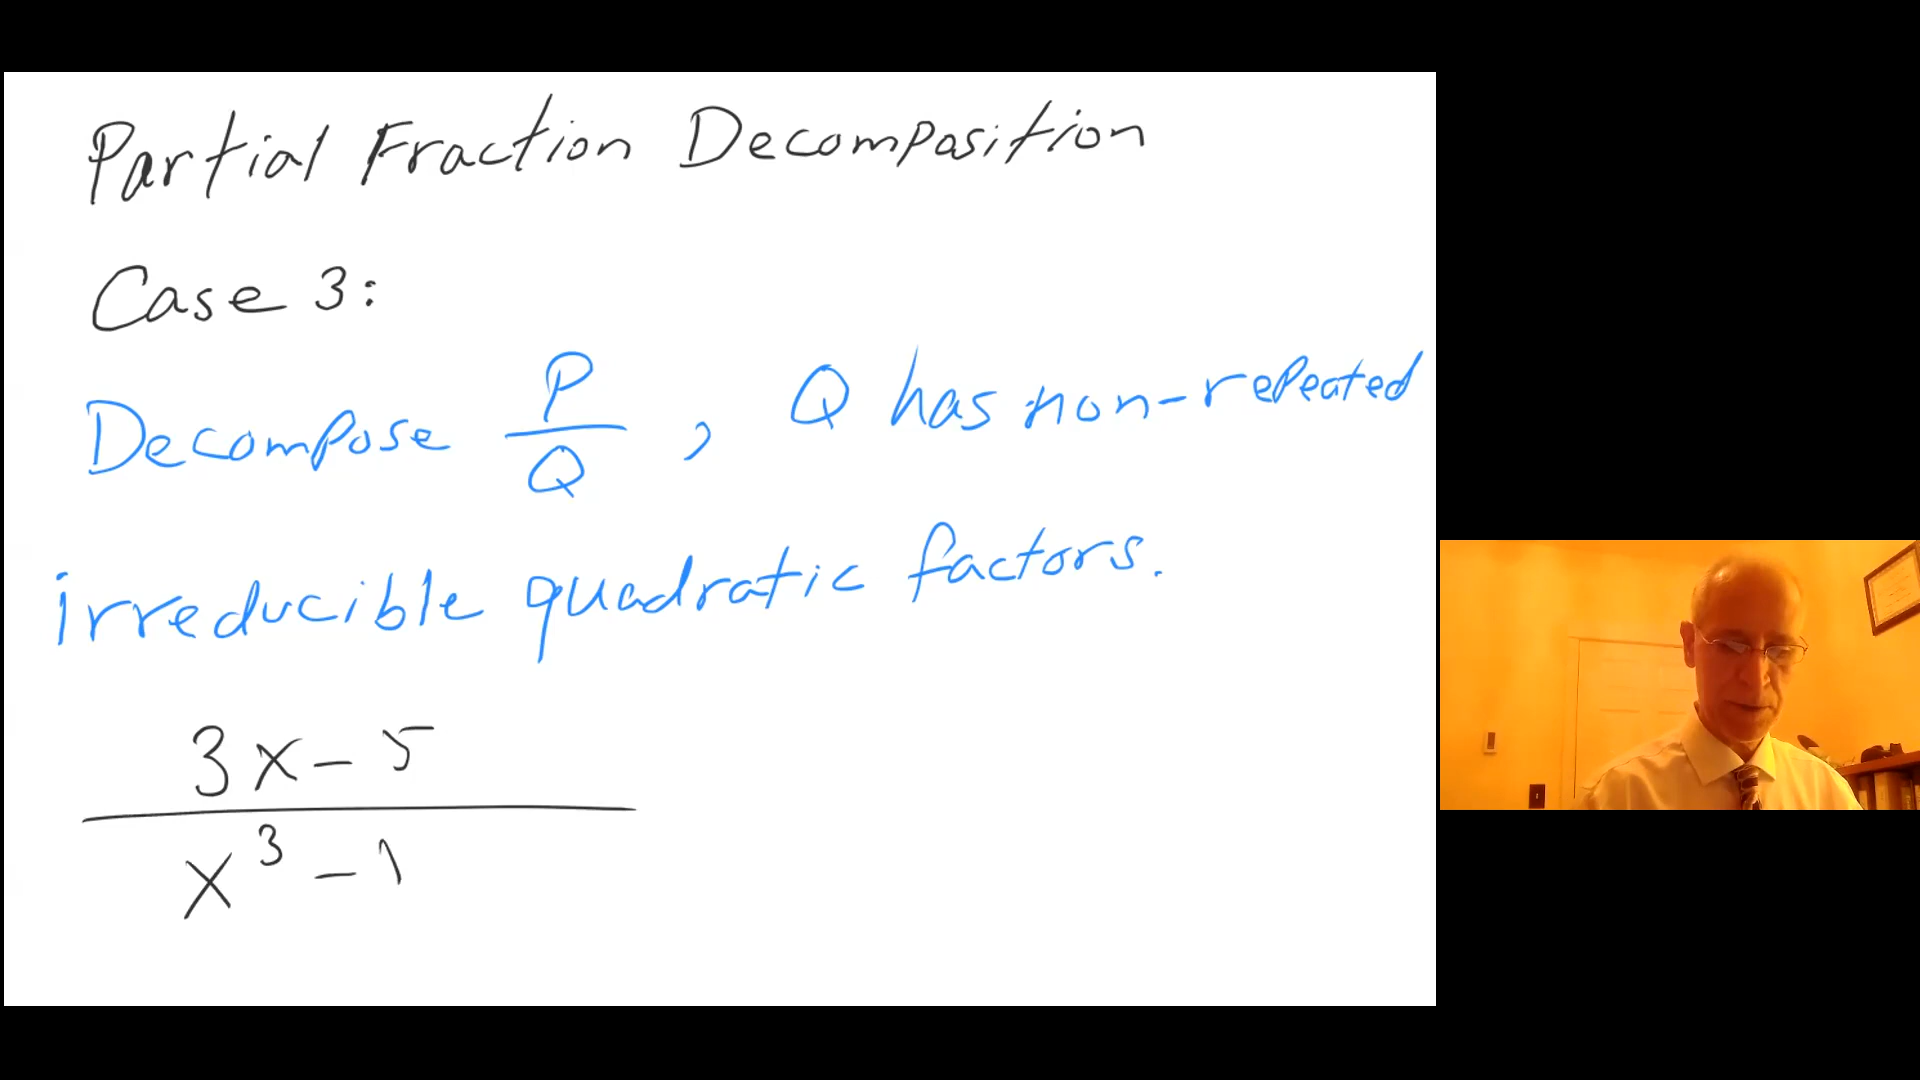 Partial Fraction Decomposition
Case 3:
Decompose P/Q, Q has non-repeated
irreducible quadratic factors.
3x-5
x³-1